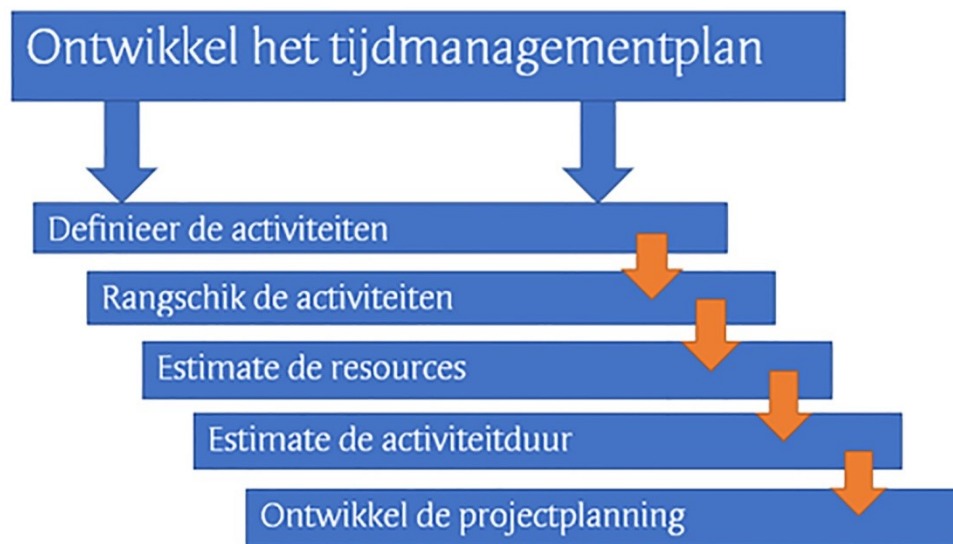 Ontwikkel het tijdmanagementplan
Definieer de activiteiten
Rangschik de activiteiten
Estimate de resources
Estimate de activiteitduur
Ontwikkel de projectplanning